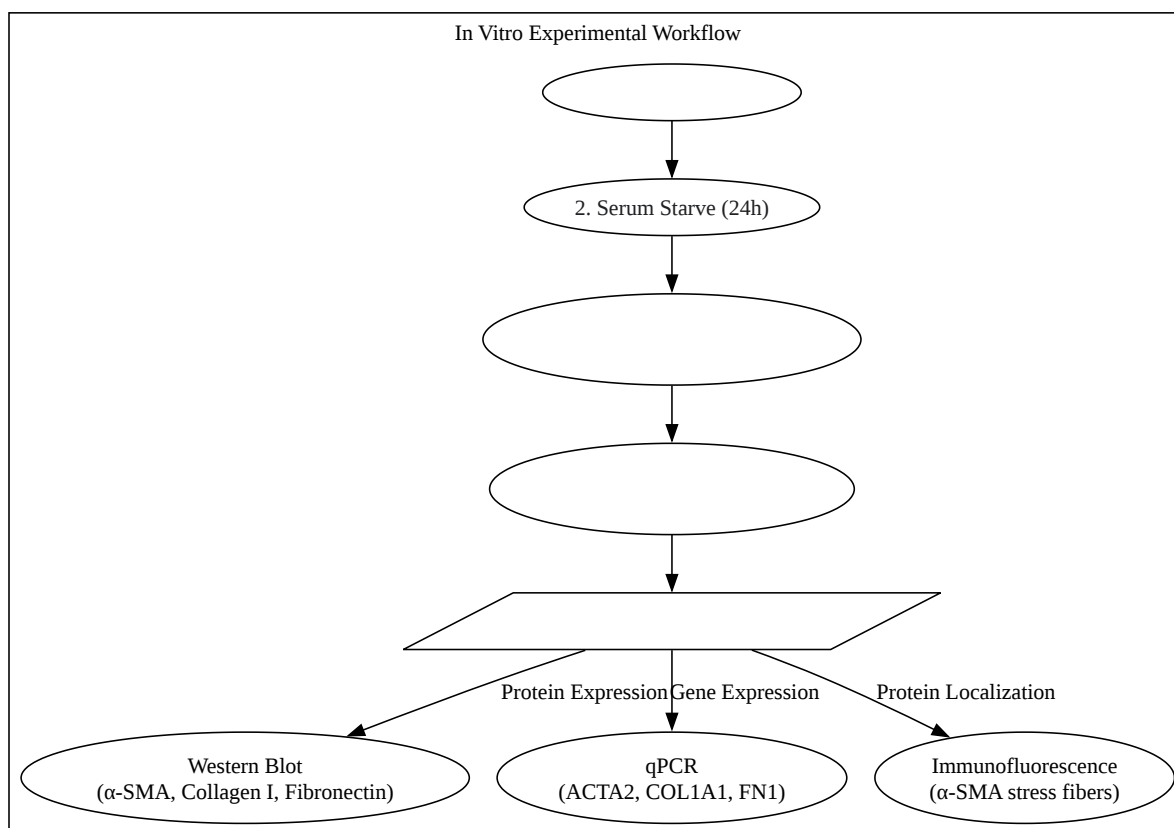 In Vitro Experimental Workflow
2. Serum Starve (24h)
Protein Expression
Gene Expression
Protein Localization
Western Blot
(α-SMA, Collagen I, Fibronectin)
qPCR
(ACTA2, COL1A1, FN1)
Immunofluorescence
(α-SMA stress fibers)